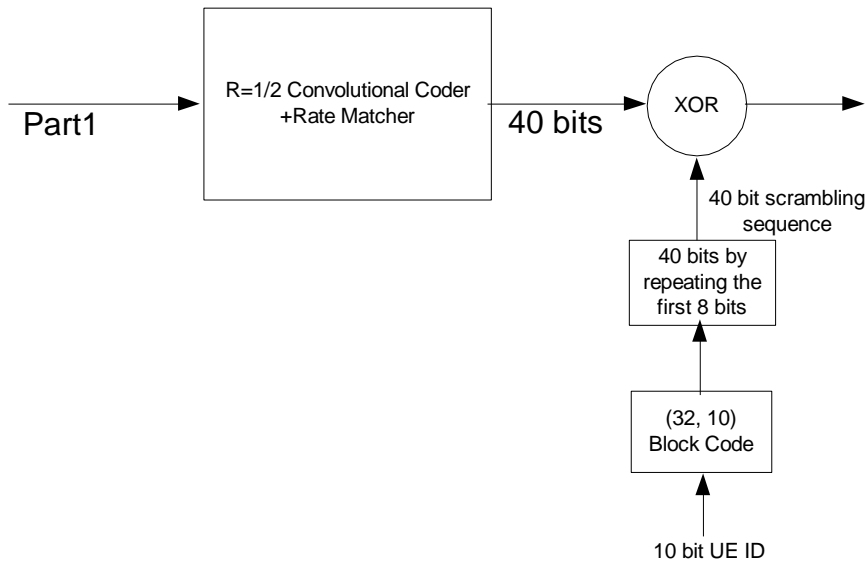 R=1/2 Convolutional Coder
+Rate Matcher
Part1
40 bits
XOR
40 bit scrambling
sequence
40 bits by
repeating the
first 8 bits
(32, 10)
Block Code
10 bit UE ID